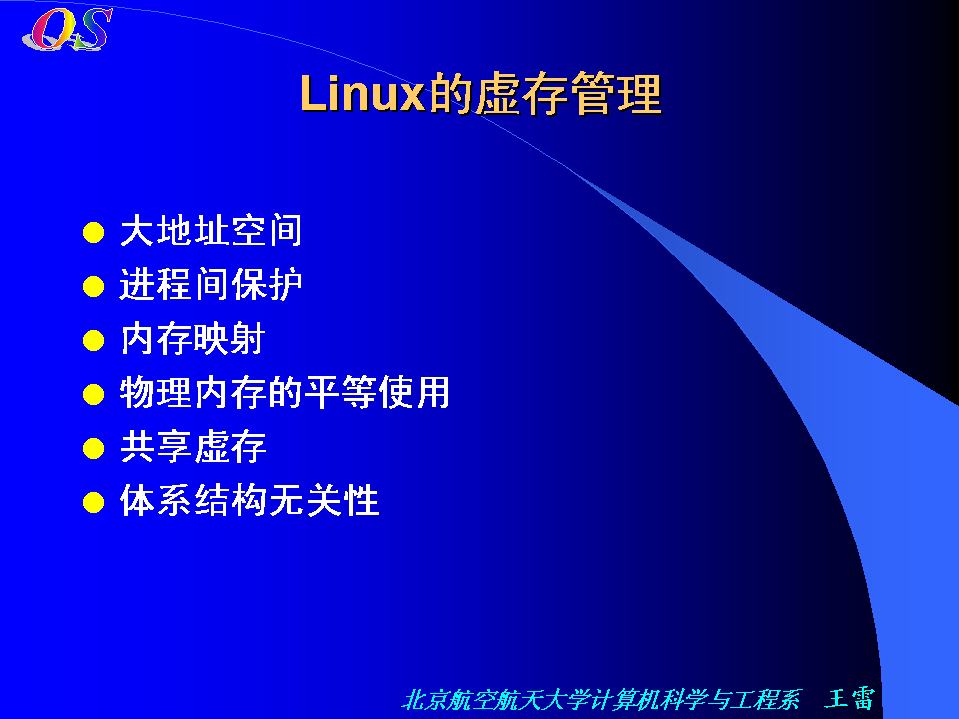 OS
Linux的虚存管理
大地址空间
进程间保护
内存映射
物理内存的平等使用
共享虚存
体系结构无关性
北京航空航天大学计算机科学与工程系 王雷